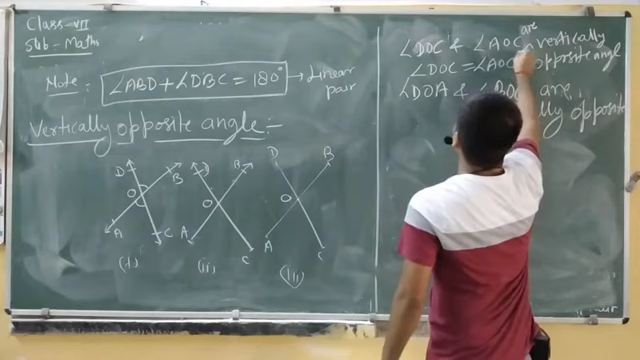 Class-VII
Sub-Maths
Note: ∠ABD+∠DBC=180° → Linear pair
Vertically opposite angle:-
D B O A C (i)
D B O A C (ii)
D B O A C (iii)
∠DOC & ∠AOC are vertically
∠DOC = ∠AOC opposite angle
∠DOA & ∠BOC are
opposite